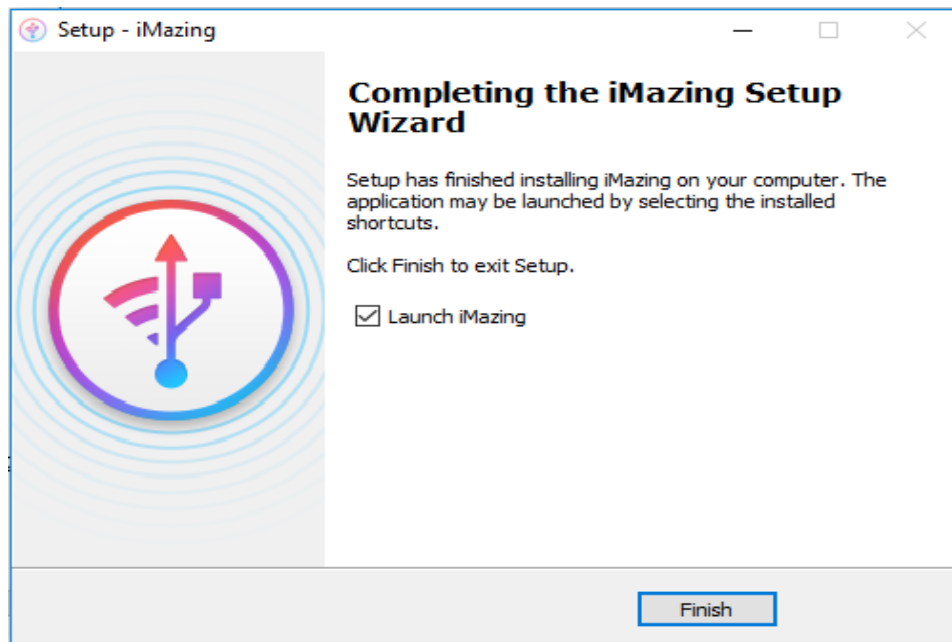 Setup - iMazing
Completing the iMazing Setup
Wizard
Setup has finished installing iMazing on your computer. The
application may be launched by selecting the installed
shortcuts.
Click Finish to exit Setup.
Launch iMazing
Finish